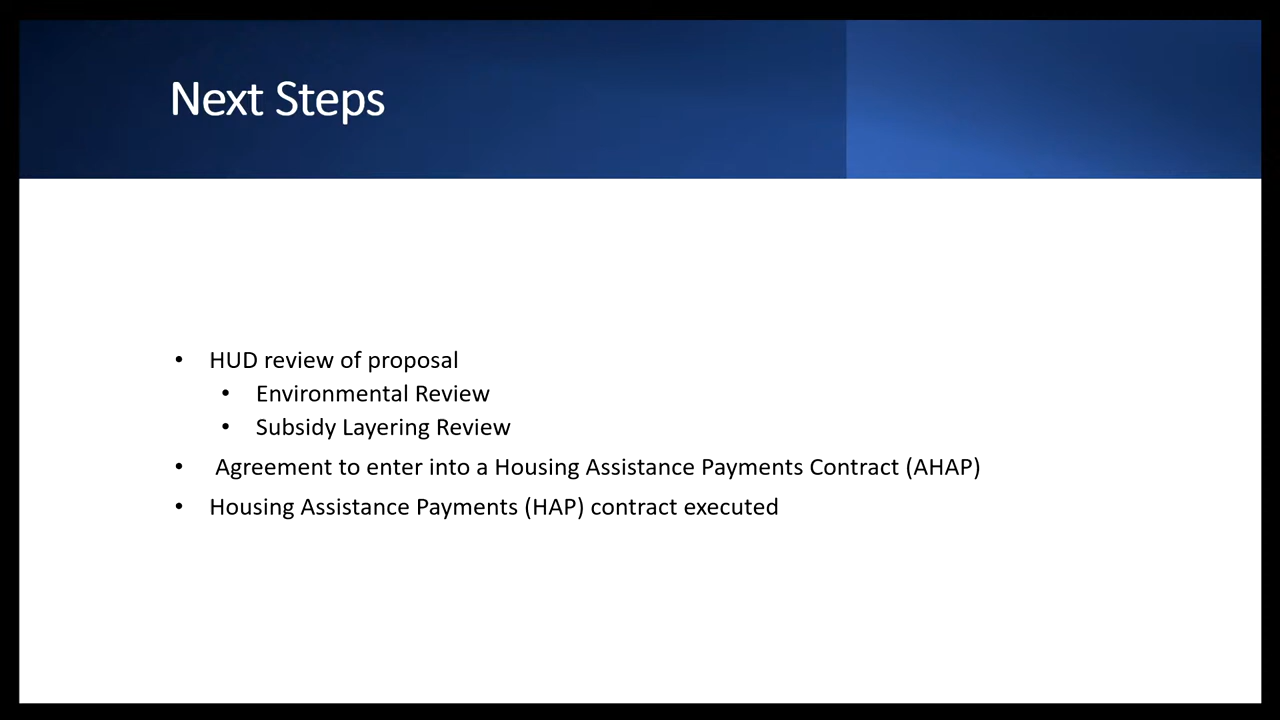 Next Steps
• HUD review of proposal
• Environmental Review
• Subsidy Layering Review
• Agreement to enter into a Housing Assistance Payments Contract (AHAP)
• Housing Assistance Payments (HAP) contract executed